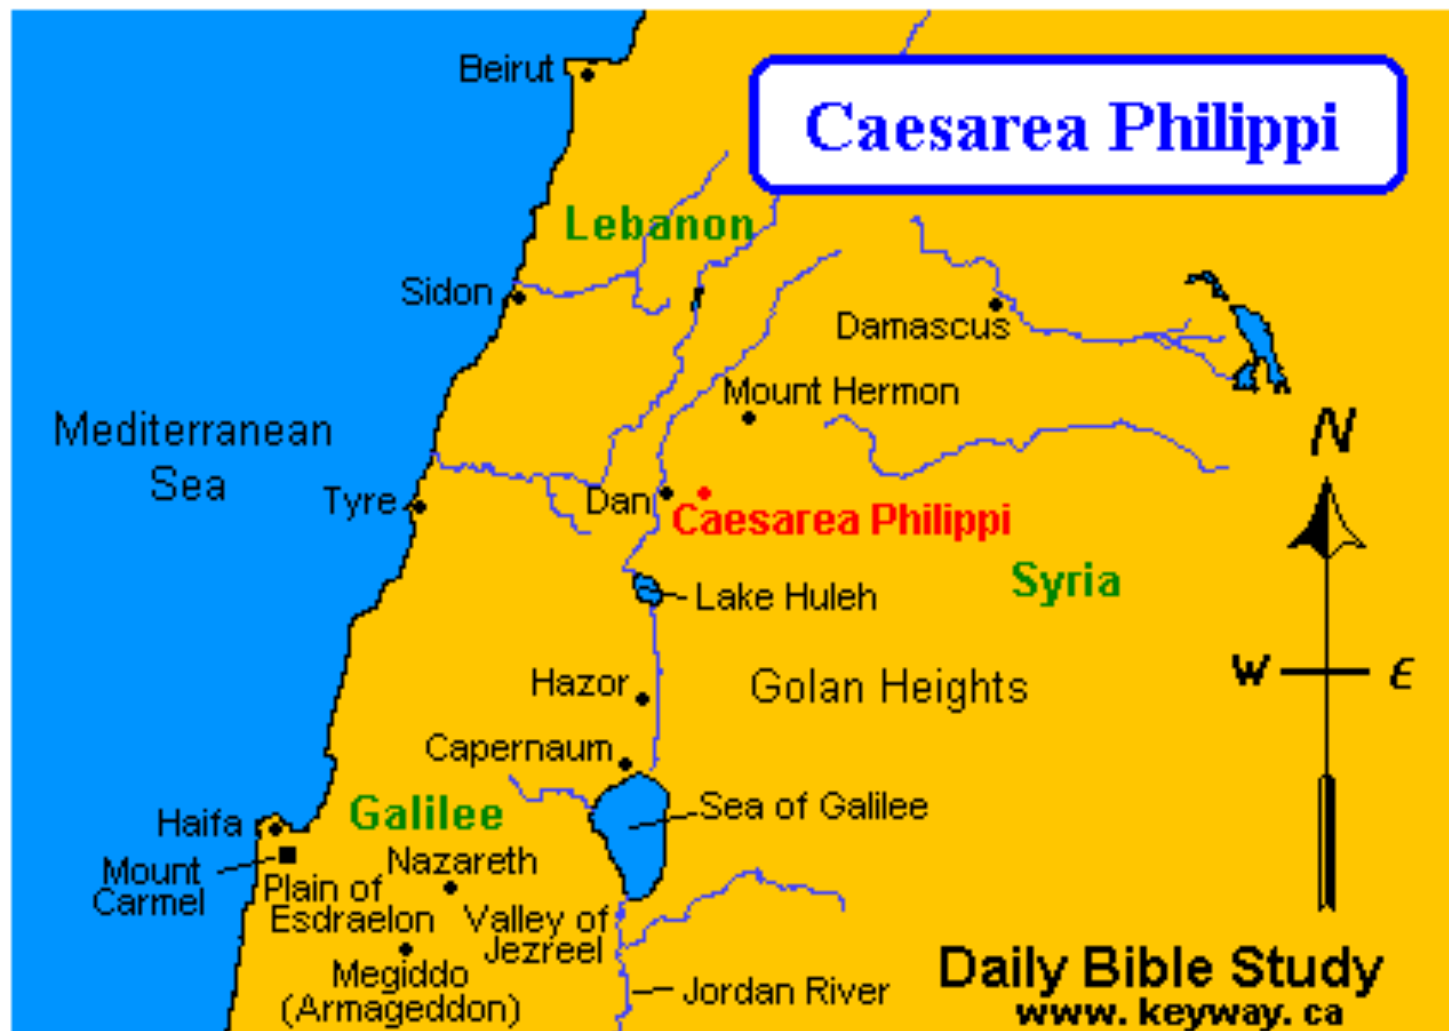 Beirut
Caesarea Philippi
Lebanon
Sidon
Damascus
Mount Hermon
Mediterranean
Sea
N
Tyre
Dan
Caesarea Philippi
Syria
Lake Huleh
W
E
Hazor
Golan Heights
Capernaum
Sea of Galilee
Galilee
Haifa
Mount
Carmel
Nazareth
Plain of
Esdraelon
Valley of
Jezreel
Megiddo
(Armageddon)
Jordan River
Daily Bible Study
www.keyway.ca